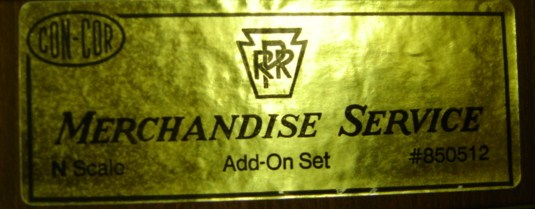 CON-COR
PRR
MERCHANDISE SERVICE
N Scale Add-On Set #850512